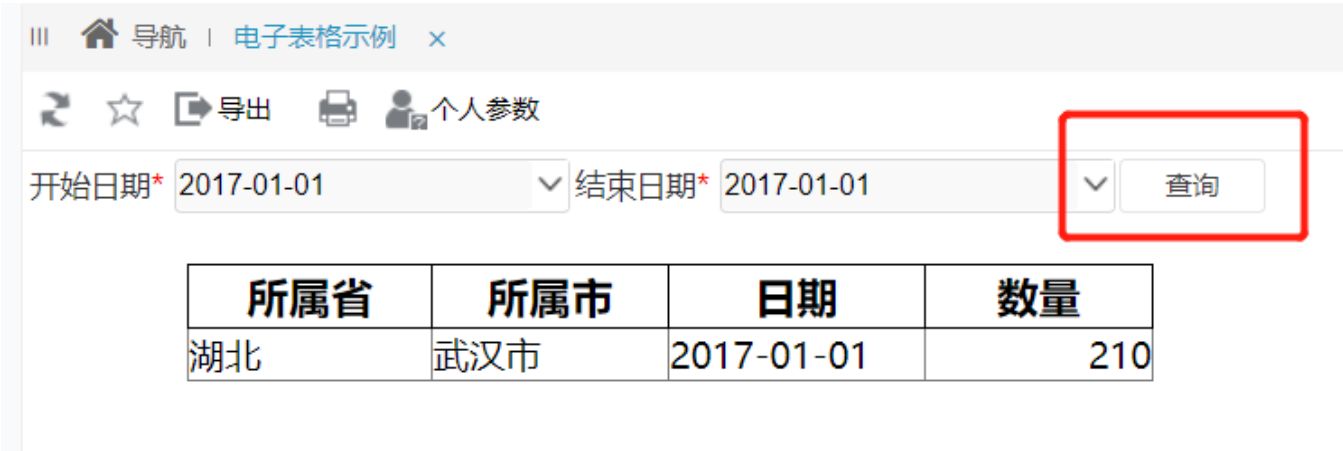 导航 电子表格示例 ×
导出 个人参数
开始日期* 2017-01-01 结束日期* 2017-01-01 查询
所属省 所属市 日期 数量
湖北 武汉市 2017-01-01 210